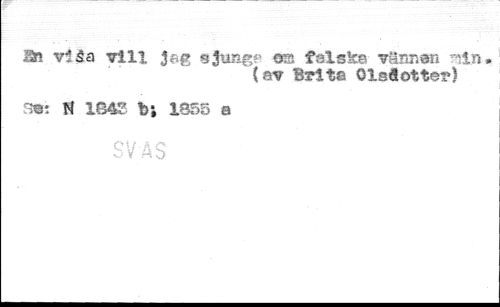 En visa vill jag sjunga om falska vännen min.
(av Brita Olsdotter)
Se: N 1843 b; 1855 a
SVAS